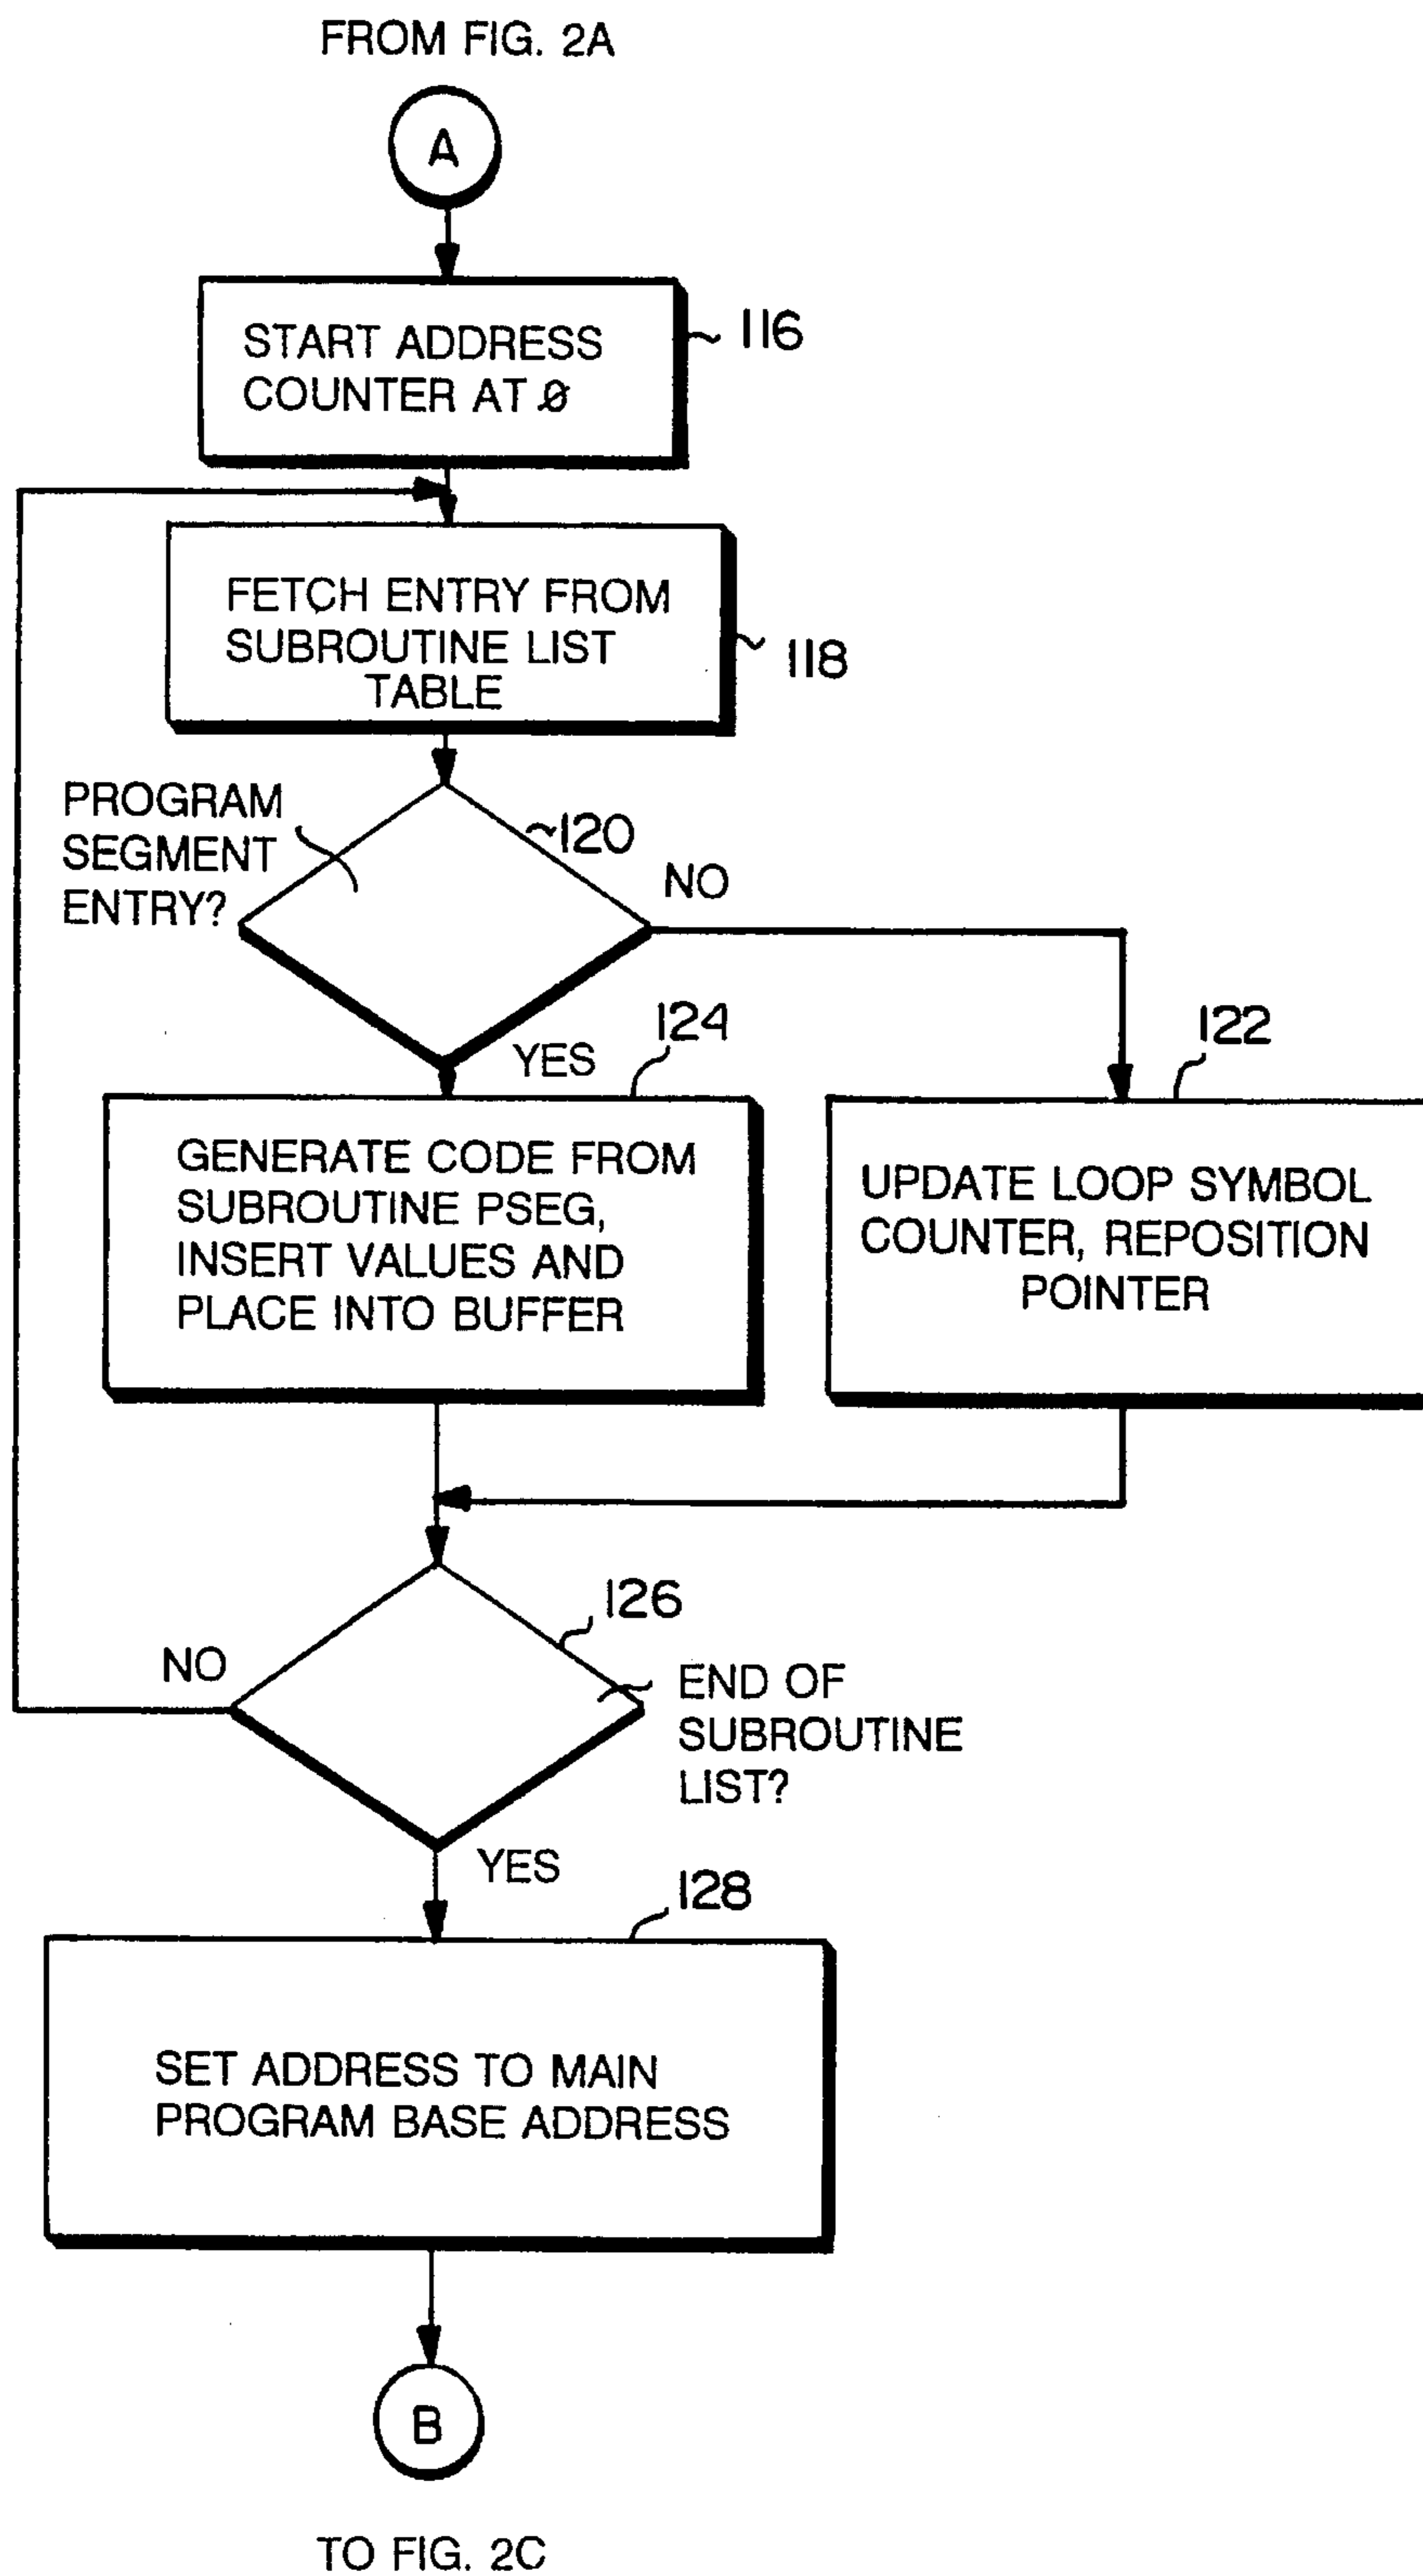 FROM FIG. 2A
A
START ADDRESS
COUNTER AT 0
116
FETCH ENTRY FROM
SUBROUTINE LIST
TABLE
118
PROGRAM
SEGMENT
ENTRY?
120
NO
YES
124
122
GENERATE CODE FROM
SUBROUTINE PSEG,
INSERT VALUES AND
PLACE INTO BUFFER
UPDATE LOOP SYMBOL
COUNTER, REPOSITION
POINTER
126
NO
END OF
SUBROUTINE
LIST?
YES
128
SET ADDRESS TO MAIN
PROGRAM BASE ADDRESS
B
TO FIG. 2C